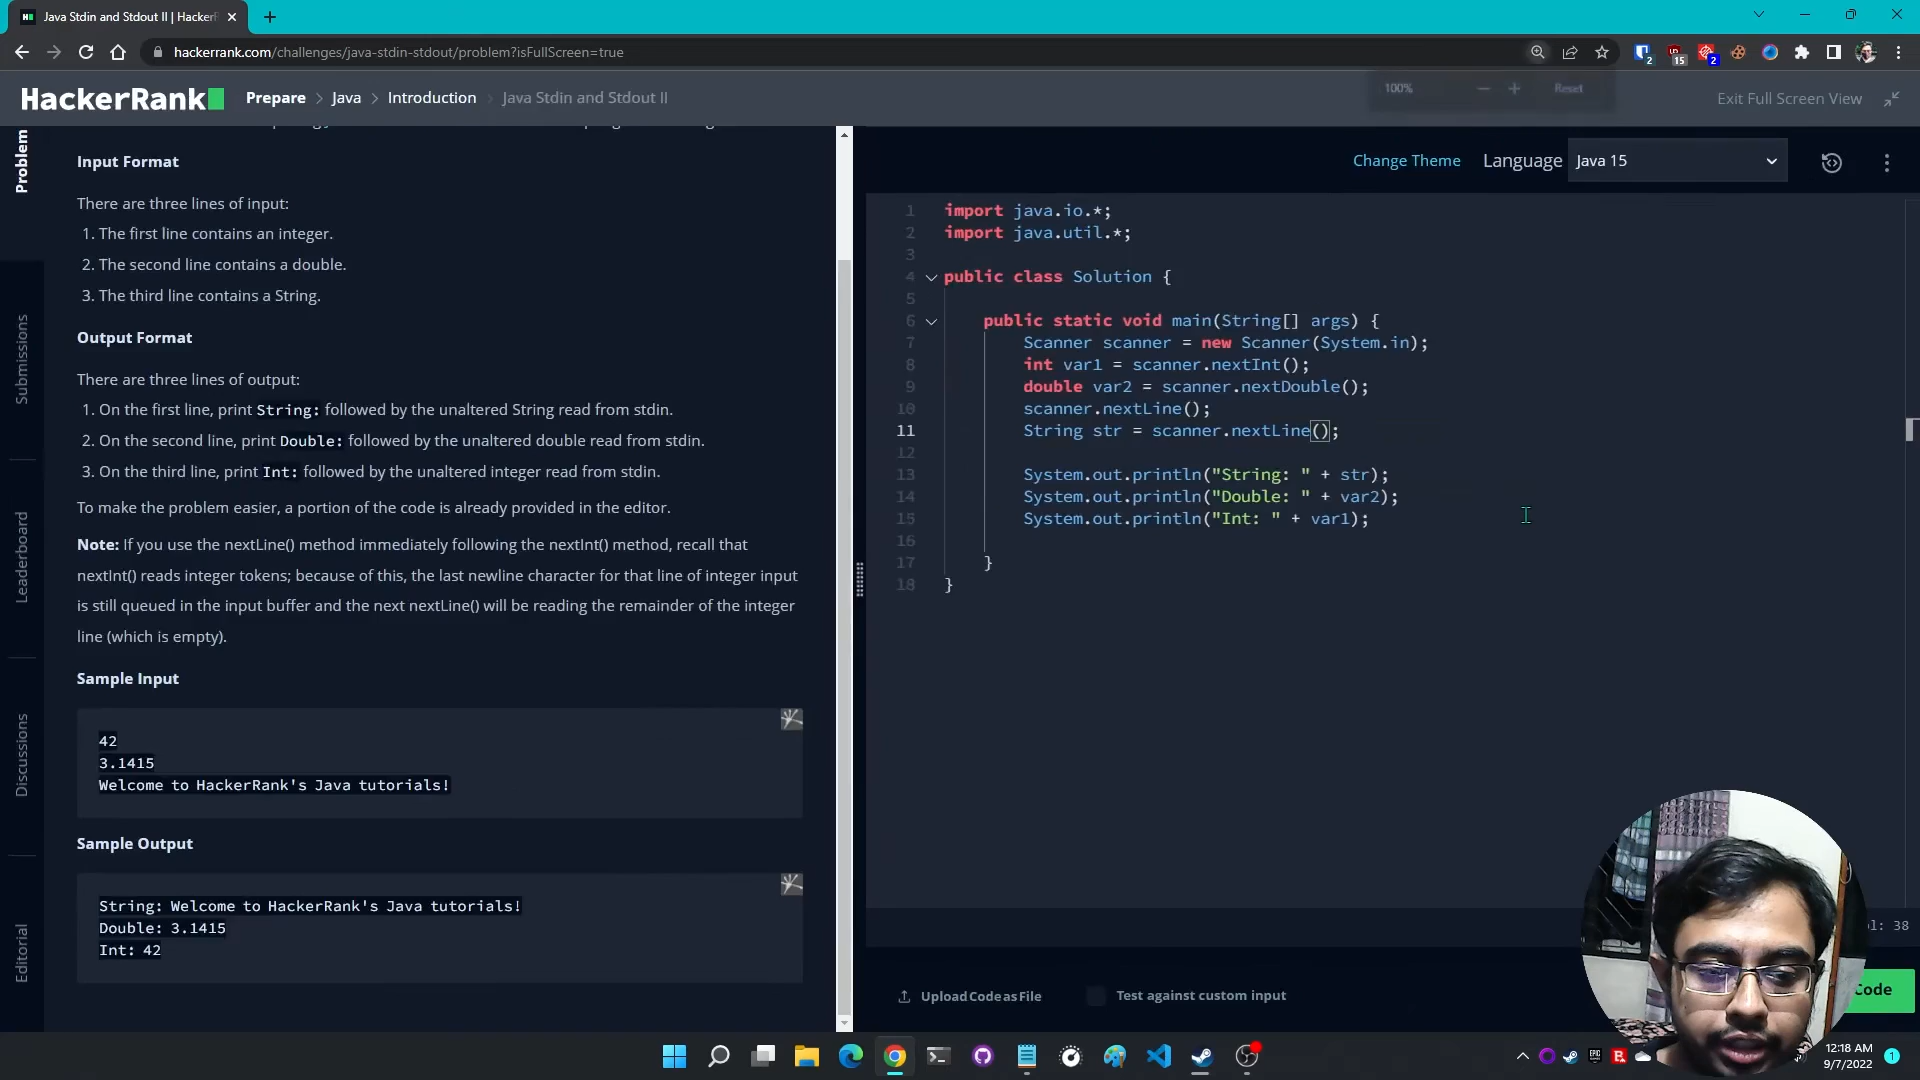 Java Stdin and Stdout II | HackerR
hackerrank.com/challenges/java-stdin-stdout/problem?isFullScreen=true
2
15
2
HackerRank
Prepare > Java > Introduction > Java Stdin and Stdout II
100%
Reset
Exit Full Screen View
Problem
Submissions
Leaderboard
Discussions
Editorial
Input Format
There are three lines of input:
1. The first line contains an integer.
2. The second line contains a double.
3. The third line contains a String.
Output Format
There are three lines of output:
1. On the first line, print String: followed by the unaltered String read from stdin.
2. On the second line, print Double: followed by the unaltered double read from stdin.
3. On the third line, print Int: followed by the unaltered integer read from stdin.
To make the problem easier, a portion of the code is already provided in the editor.
Note: If you use the nextLine() method immediately following the nextInt() method, recall that
nextInt() reads integer tokens; because of this, the last newline character for that line of integer input
is still queued in the input buffer and the next nextLine() will be reading the remainder of the integer
line (which is empty).
Sample Input
42
3.1415
Welcome to HackerRank's Java tutorials!
Sample Output
String: Welcome to HackerRank's Java tutorials!
Double: 3.1415
Int: 42
Change Theme
Language
Java 15
1 import java.io.*;
2 import java.util.*;
3
4 public class Solution {
5
6 public static void main(String[] args) {
7 Scanner scanner = new Scanner(System.in);
8 int var1 = scanner.nextInt();
9 double var2 = scanner.nextDouble();
10 scanner.nextLine();
11 String str = scanner.nextLine();
12
13 System.out.println("String: " + str);
14 System.out.println("Double: " + var2);
15 System.out.println("Int: " + var1);
16
17 }
18 }
ol: 38
Upload Code as File
Test against custom input
Code
12:18 AM
9/7/2022
1